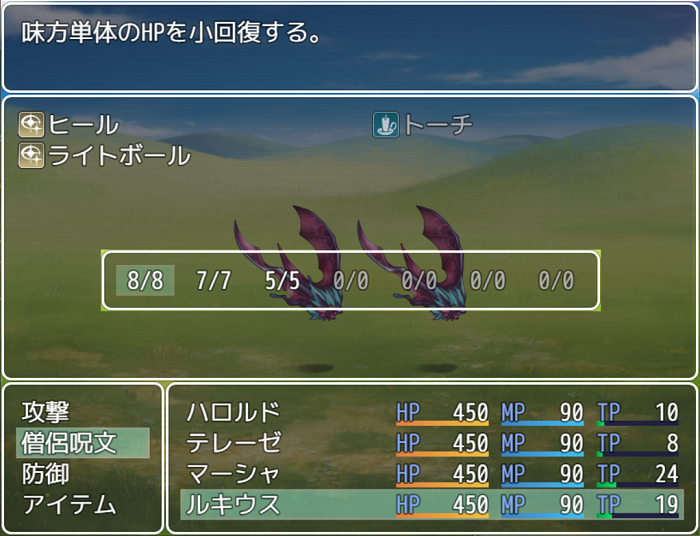 味方単体のHPを小回復する。
ヒール トーチ
ライトボール
8/8 7/7 5/5 0/0 0/0 0/0 0/0
攻撃
僧侶呪文
防御
アイテム
ハロルド HP 450 MP 90 TP 10
テレーゼ HP 450 MP 90 TP 8
マーシャ HP 450 MP 90 TP 24
ルキウス HP 450 MP 90 TP 19